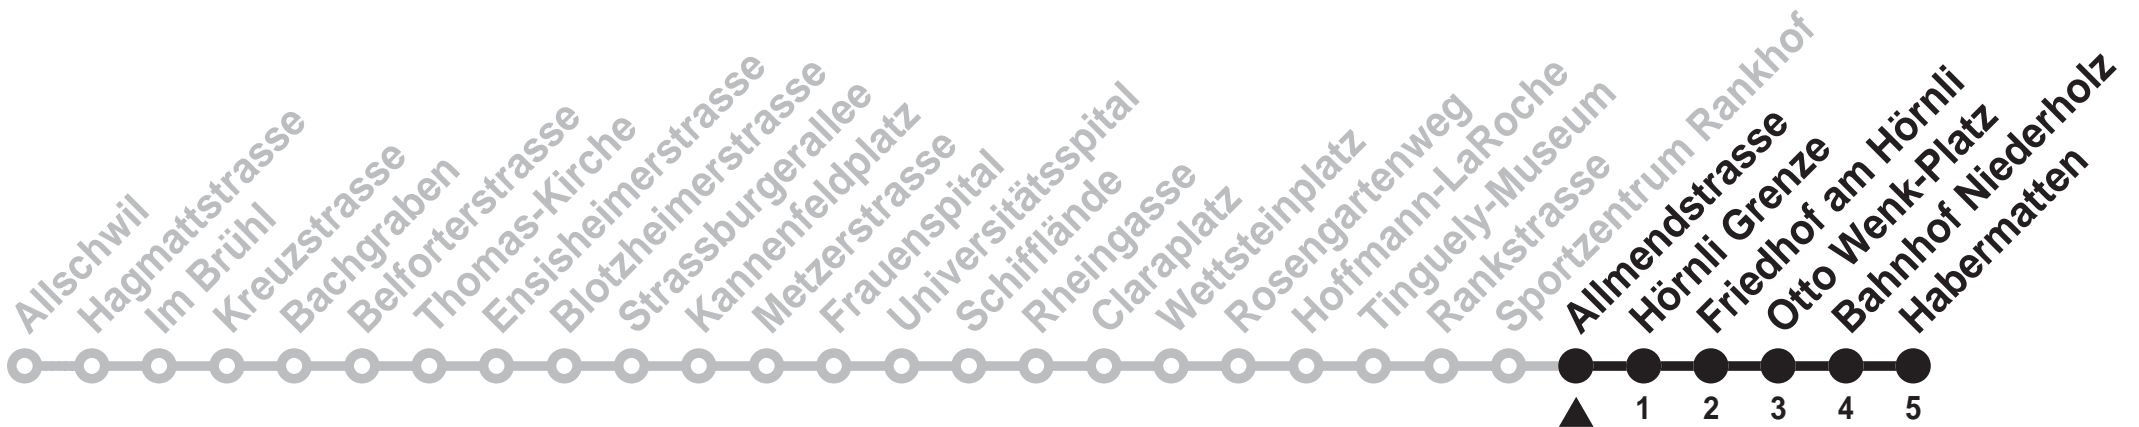 Allschwil
Hagmattstrasse
Im Brühl
Kreuzstrasse
Bachgraben
Belforterstrasse
Thomas-Kirche
Ensisheimerstrasse
Blotzheimerstrasse
Strassburgerallee
Kannenfeldplatz
Metzerstrasse
Frauenspital
Universitätsspital
Schifflände
Rheingasse
Claraplatz
Wettsteinplatz
Rosengartenweg
Hoffmann-LaRoche
Tinguely-Museum
Rankstrasse
Sportzentrum Rankhof
Allmendstrasse
Hörnli Grenze
Friedhof am Hörnli
Otto Wenk-Platz
Bahnhof Niederholz
Habermatten
1 2 3 4 5